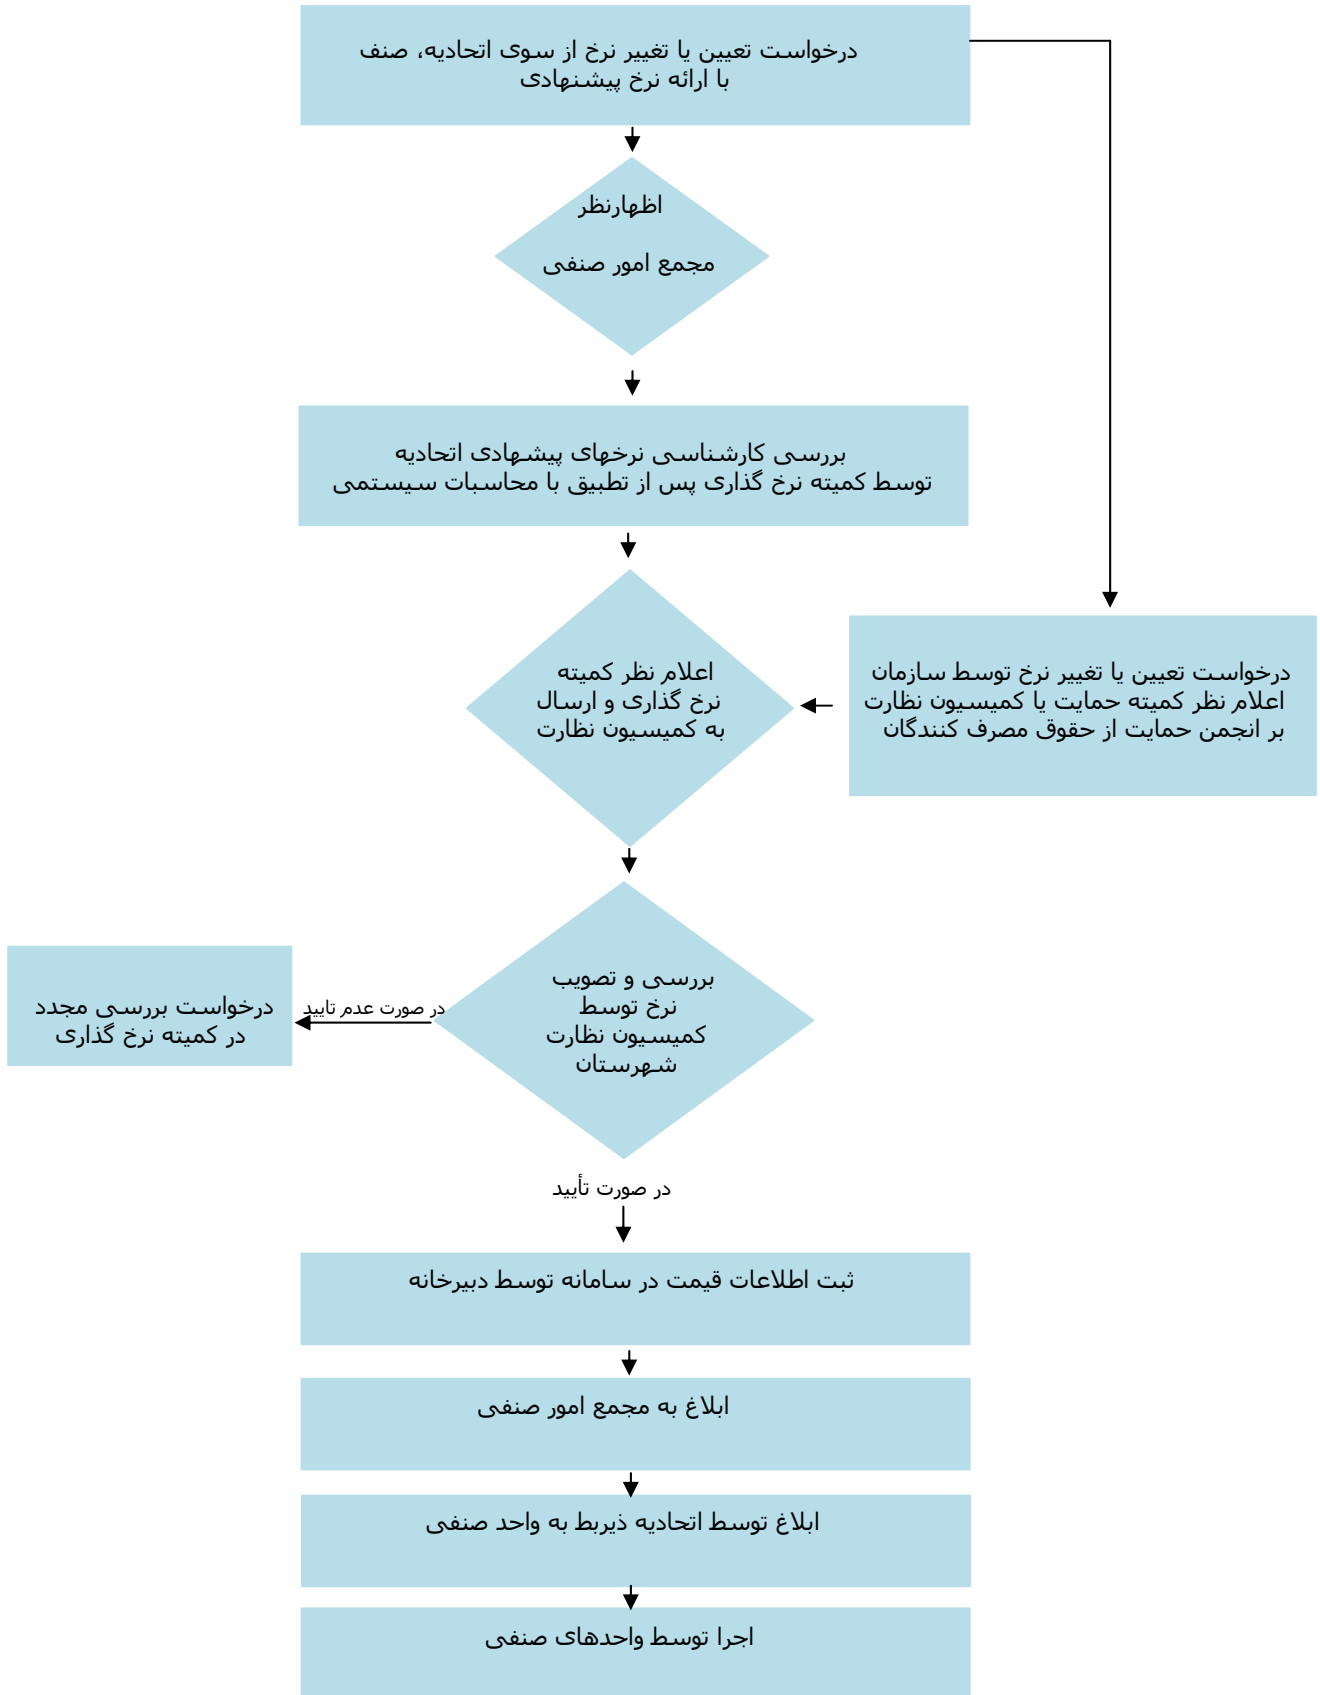 درخواست تعیین یا تغییر نرخ از سوی اتحادیه، صنف
با ارائه نرخ پیشنهادی
اظهارنظر
مجمع امور صنفی
بررسی کارشناسی نرخهای پیشهادی اتحادیه
توسط کمیته نرخ گذاری پس از تطبیق با محاسبات سیستمی
درخواست تعیین یا تغییر نرخ توسط سازمان
اعلام نظر کمیته حمایت یا کمیسیون نظارت
بر انجمن حمایت از حقوق مصرف کنندگان
اعلام نظر کمیته
نرخ گذاری و ارسال
به کمیسیون نظارت
بررسی و تصویب
نرخ توسط
کمیسیون نظارت
شهرستان
در صورت عدم تایید
درخواست بررسی مجدد
در کمیته نرخ گذاری
در صورت تأیید
ثبت اطلاعات قیمت در سامانه توسط دبیرخانه
ابلاغ به مجمع امور صنفی
ابلاغ توسط اتحادیه ذیربط به واحد صنفی
اجرا توسط واحدهای صنفی